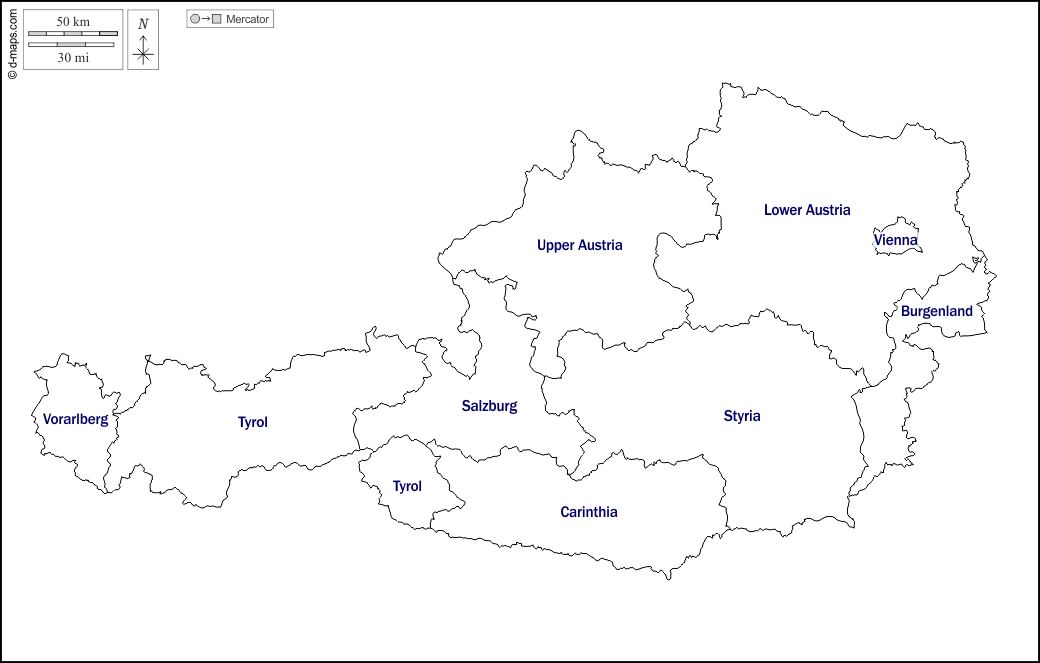 © d-maps.com
50 km
30 mi
N
Mercator
Lower Austria
Vienna
Upper Austria
Burgenland
Salzburg
Styria
Vorarlberg
Tyrol
Tyrol
Carinthia